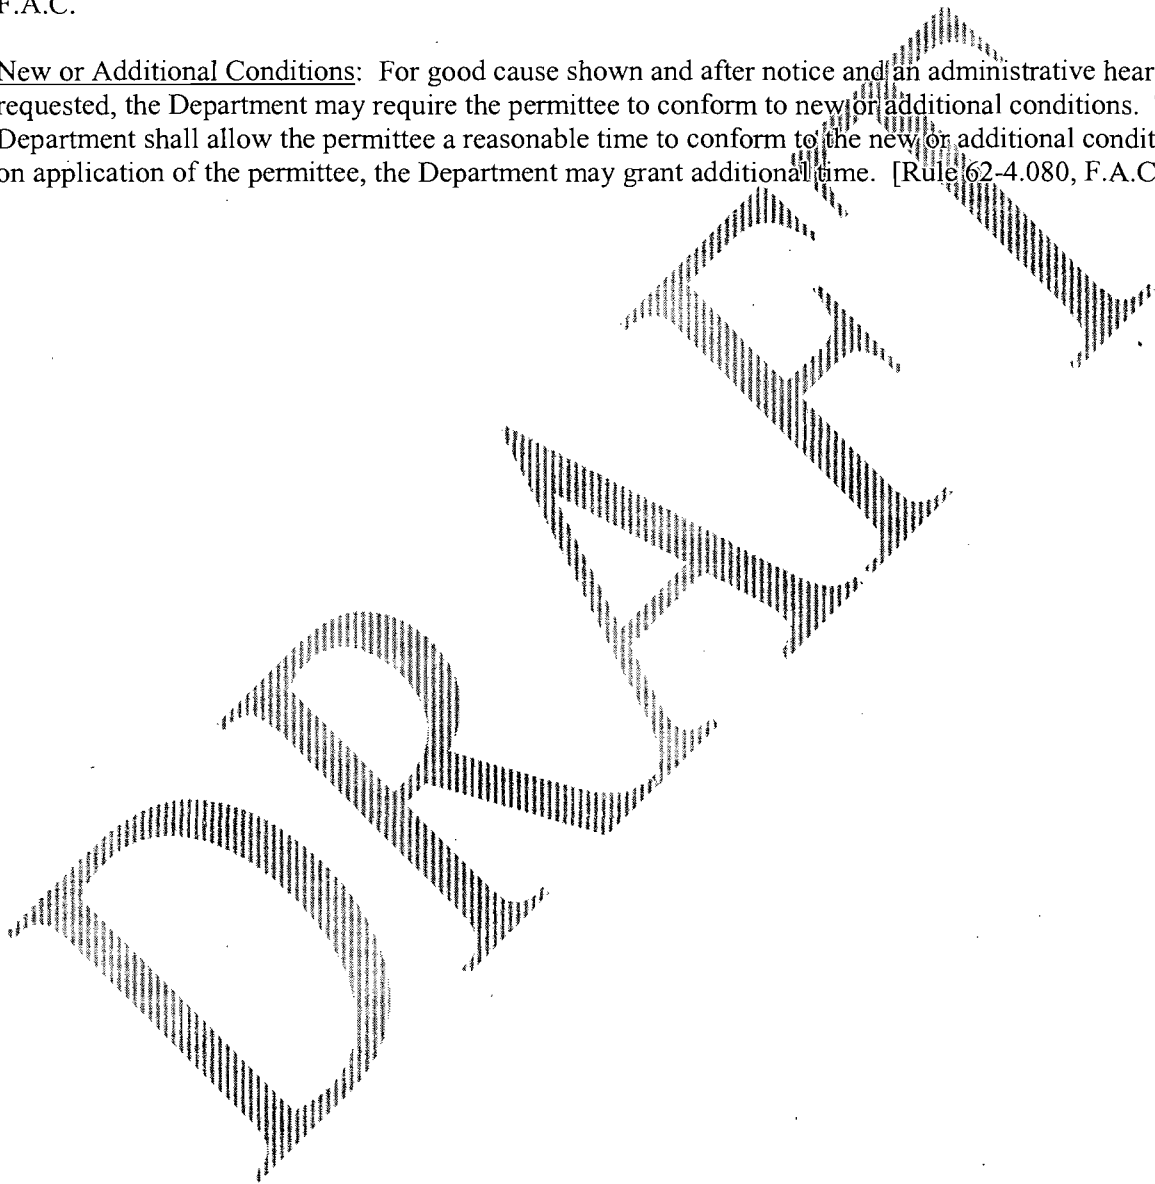 F.A.C.
New or Additional Conditions: For good cause shown and after notice and an administrative hear
requested, the Department may require the permittee to conform to new or additional conditions.
Department shall allow the permittee a reasonable time to conform to the new or additional condit
on application of the permittee, the Department may grant additional time. [Rule 62-4.080, F.A.C
DRAFT